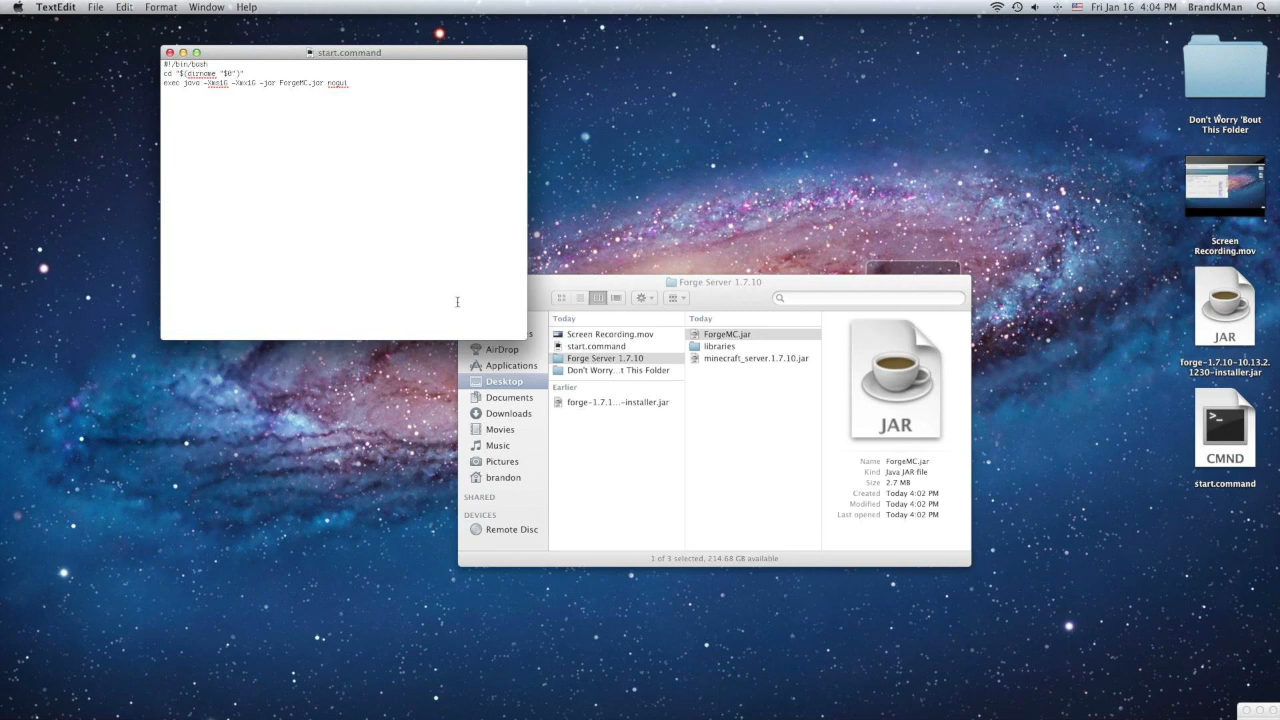 TextEdit File Edit Format Window Help
Fri Jan 16 4:04 PM BrandKMan
start.command
#!/bin/bash
cd "$(dirname "$0")"
exec java -Xms1G -Xmx1G -jar ForgeMC.jar nogui
Don't Worry 'Bout
This Folder
Screen
Recording.mov
JAR
forge-1.7.10-10.13.2.
1230-installer.jar
CMND
start.command
Forge Server 1.7.10
AirDrop
Applications
Desktop
Documents
Downloads
Movies
Music
Pictures
brandon
SHARED
DEVICES
Remote Disc
Today
Screen Recording.mov
start.command
Forge Server 1.7.10
Don't Worry...t This Folder
Earlier
forge-1.7.1...-installer.jar
Today
ForgeMC.jar
libraries
minecraft_server.1.7.10.jar
JAR
Name ForgeMC.jar
Kind Java JAR file
Size 2.7 MB
Created Today 4:02 PM
Modified Today 4:02 PM
Last opened Today 4:02 PM
1 of 3 selected, 214.68 GB available